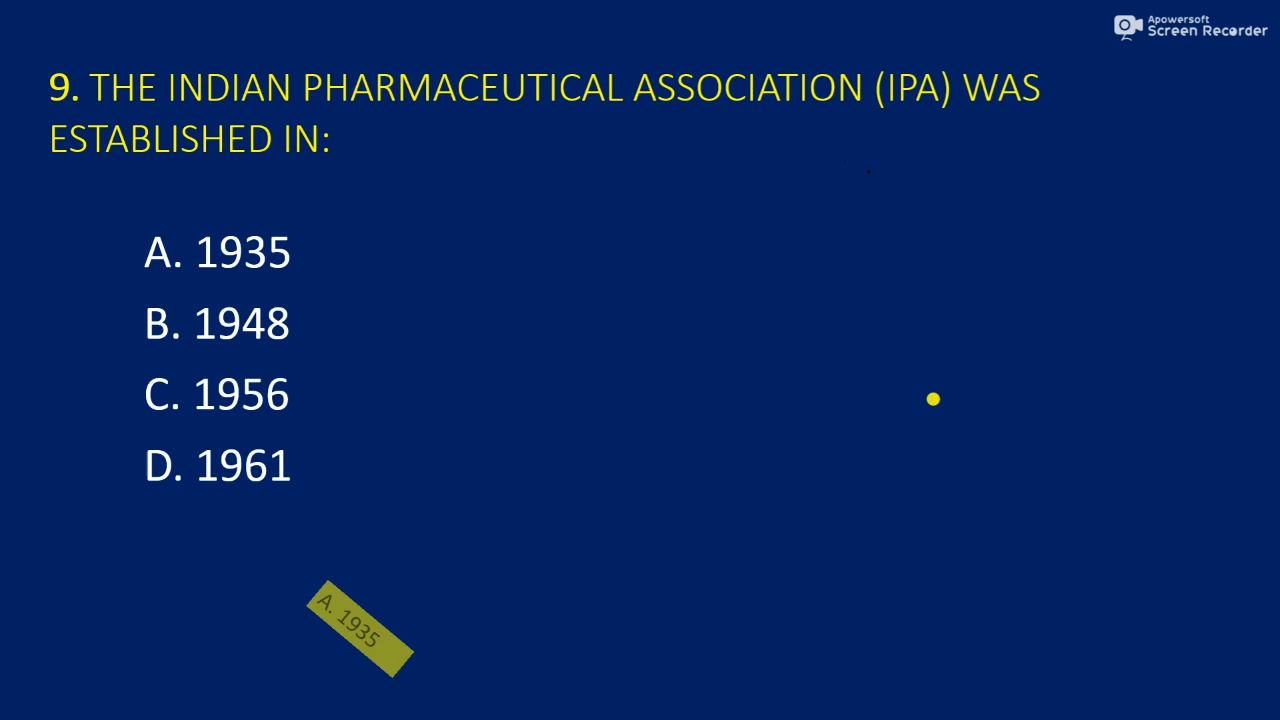 Apowersoft
Screen Recorder
9. THE INDIAN PHARMACEUTICAL ASSOCIATION (IPA) WAS
ESTABLISHED IN:
A. 1935
B. 1948
C. 1956
D. 1961
A. 1935